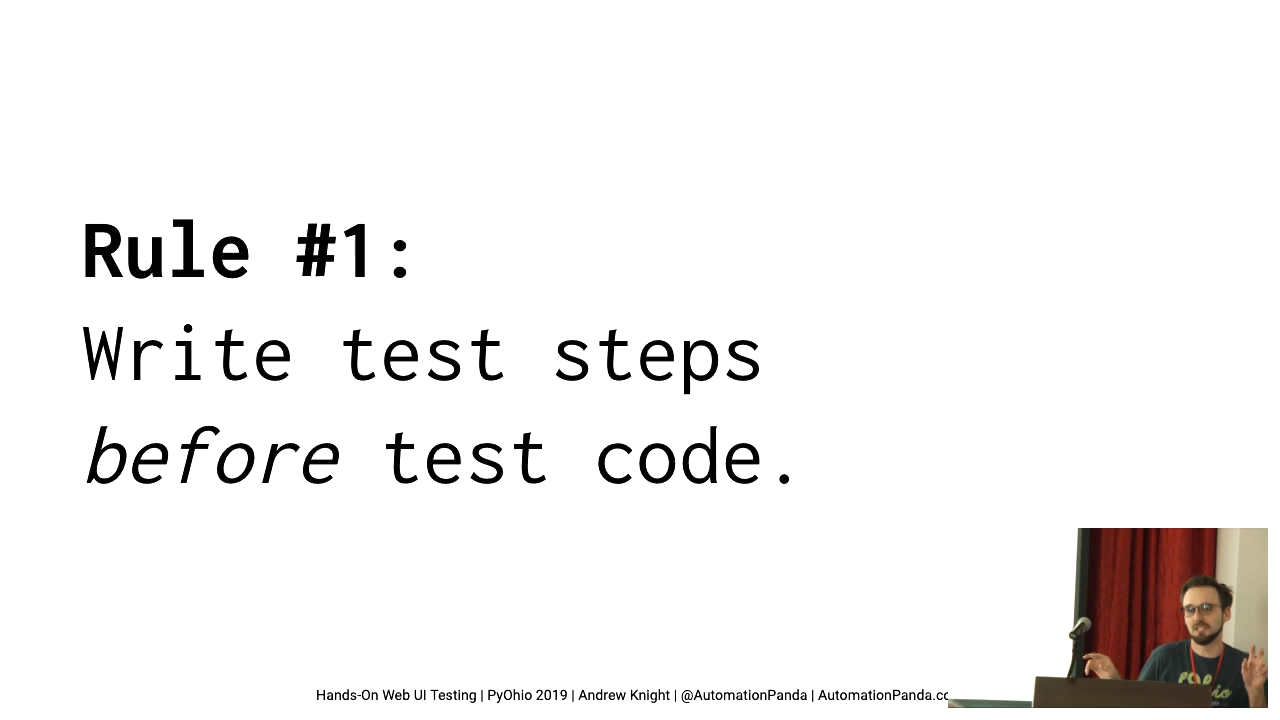 Rule #1:
Write test steps
before test code.
Hands-On Web UI Testing | PyOhio 2019 | Andrew Knight | @AutomationPanda | AutomationPanda.co